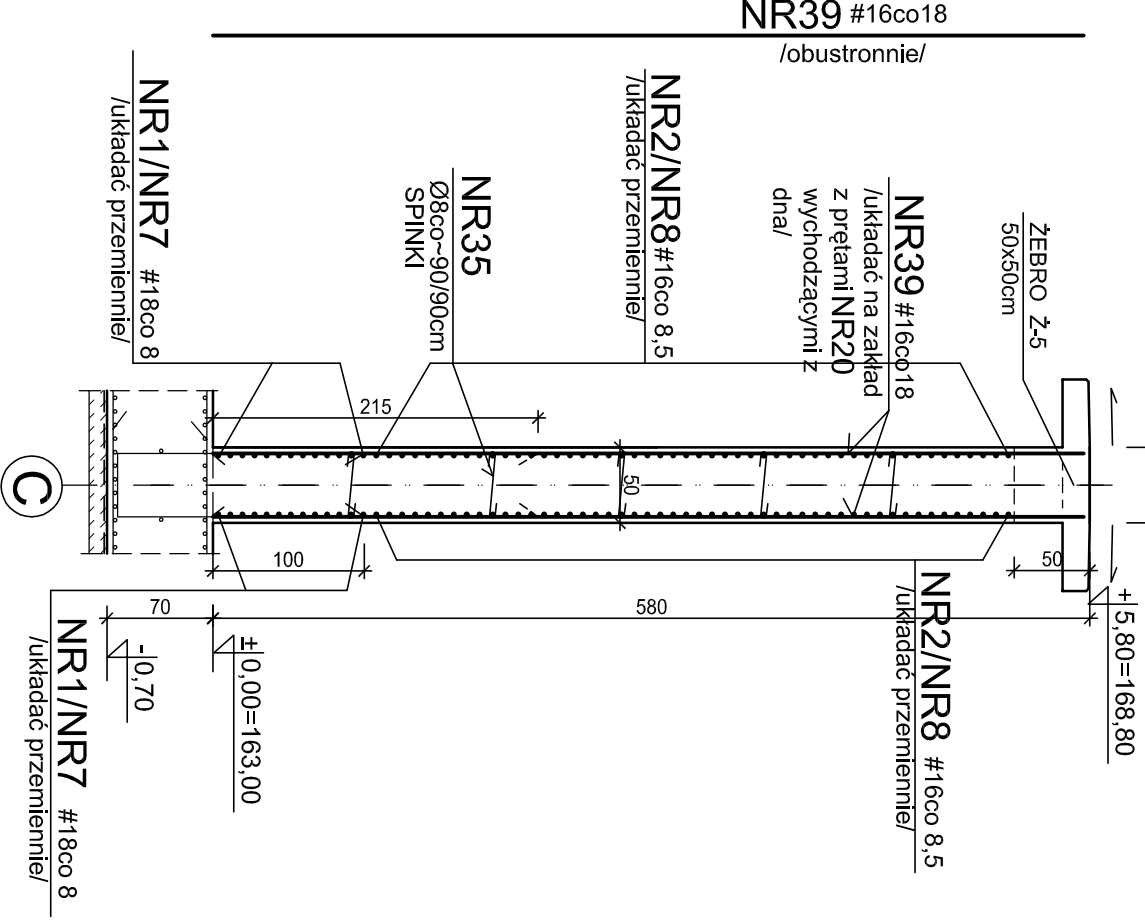 NR39 #16co18
/obustronnie/
ŻEBRO Ż-5
50x50cm
NR39 #16co18
/układać na zakład
z prętami NR20
wychodzącymi z
dna/
NR2/NR8 #16co 8,5
/układać przemiennie/
NR35
Ø8co~90/90cm
SPINKI
NR1/NR7 #18co 8
/układać przemiennie/
215
50
100
50
70
580
C
+ 5,80=168,80
NR2/NR8 #16co 8,5
/układać przemiennie/
± 0,00=163,00
- 0,70
NR1/NR7 #18co 8
/układać przemiennie/